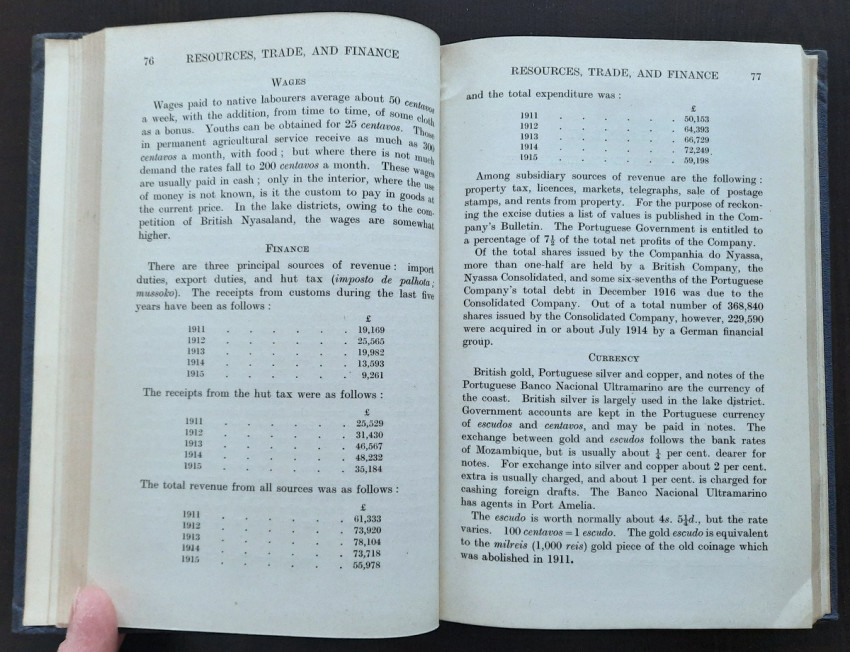 76 RESOURCES, TRADE, AND FINANCE
WAGES
Wages paid to native labourers average about 50 centavos
a week, with the addition, from time to time, of some cloth
as a bonus. Youths can be obtained for 25 centavos. Those
in permanent agricultural service receive as much as 300
centavos a month, with food ; but where there is not much
demand the rates fall to 200 centavos a month. These wages
are usually paid in cash ; only in the interior, where the use
of money is not known, is it the custom to pay in goods at
the current price. In the lake districts, owing to the com-
petition of British Nyasaland, the wages are somewhat
higher.
FINANCE
There are three principal sources of revenue : import
duties, export duties, and hut tax (imposto de palhota ;
mussoko). The receipts from customs during the last five
years have been as follows :
£
1911 . . . . . . 19,169
1912 . . . . . . 25,565
1913 . . . . . . 19,982
1914 . . . . . . 13,593
1915 . . . . . . 9,261
The receipts from the hut tax were as follows :
£
1911 . . . . . . 25,529
1912 . . . . . . 31,430
1913 . . . . . . 46,567
1914 . . . . . . 48,232
1915 . . . . . . 35,184
The total revenue from all sources was as follows :
£
1911 . . . . . . 61,333
1912 . . . . . . 73,920
1913 . . . . . . 78,104
1914 . . . . . . 73,718
1915 . . . . . . 55,978
RESOURCES, TRADE, AND FINANCE 77
and the total expenditure was :
£
1911 . . . . . . 50,153
1912 . . . . . . 64,393
1913 . . . . . . 66,729
1914 . . . . . . 72,249
1915 . . . . . . 59,198
Among subsidiary sources of revenue are the following :
property tax, licences, markets, telegraphs, sale of postage
stamps, and rents from property. For the purpose of reckon-
ing the excise duties a list of values is published in the Com-
pany's Bulletin. The Portuguese Government is entitled to
a percentage of 7½ of the total net profits of the Company.
Of the total shares issued by the Companhia do Nyassa,
more than one-half are held by a British Company, the
Nyassa Consolidated, and some six-sevenths of the Portuguese
Company's total debt in December 1916 was due to the
Consolidated Company. Out of a total number of 368,840
shares issued by the Consolidated Company, however, 229,590
were acquired in or about July 1914 by a German financial
group.
CURRENCY
British gold, Portuguese silver and copper, and notes of the
Portuguese Banco Nacional Ultramarino are the currency of
the coast. British silver is largely used in the lake district.
Government accounts are kept in the Portuguese currency
of escudos and centavos, and may be paid in notes. The
exchange between gold and escudos follows the bank rates
of Mozambique, but is usually about ¼ per cent. dearer for
notes. For exchange into silver and copper about 2 per cent.
extra is usually charged, and about 1 per cent. is charged for
cashing foreign drafts. The Banco Nacional Ultramarino
has agents in Port Amelia.
The escudo is worth normally about 4s. 5¼d., but the rate
varies. 100 centavos = 1 escudo. The gold escudo is equivalent
to the milreis (1,000 reis) gold piece of the old coinage which
was abolished in 1911.